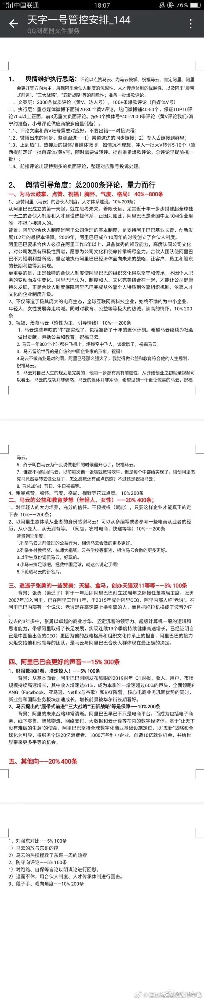 4G 中国联通 18:07 76%
天字一号管控安排_144
QQ浏览器文件服务
1、 舆情维护执行思路：评论以点赞马云、为马云鼓掌、祝福马云、肯定阿里、阿里
会更好等方向为主，展现阿里合伙人制度的优越性、人才传承体制的优越性、以及阿里“履带
式前进”、“三大战略”、“五新战略”等的前瞻性；准备一批爆款评论。
一、文案层：2000条优质评论（黄V、达人号），100+条爆款评论（自媒体V号）
二、执行层：重点媒体微博下面铺20-30个黄V评论，热门微博铺40-50个，保证TOP10评
论70%以上正面，前3无重大负面评论。按50个媒体号*40=2000条评论（黄V评论我们/海
宁约准备，小号评论供应商按多倍量储备）。
1.1、评论文案和黄V账号需要对应好，不要出错——对接流程；
1.2、微博出来的同步，监测跟进——1）渠道这边的同步链接；2）专人丢链接到群里；
1.3、上到热门、热搜后的媒体/自媒体微博，如情况不理想，冲入一批大V转评5-10个（黛
西提前定好一批自媒体/黄V号，随时需要做转评。提前准备爆款评论，总评论里提前挑一
批）；
1.4、前排评论出现特别多的负面评论，整理对应账号投诉处理。
2、 舆情引导角度：总2000条评论，量力而行
一、为马云鼓掌、点赞、祝福！胸怀、气度、格局！ 40%—800条
1、点赞阿里（马云）的合伙人制度，人才体系建设。10% 200条；
从阿里巴巴成立的第一天起，就在思考未来，着眼长远，尤其近十年一步步搭建起全球独
一无二的合伙人制度和人才建设选拔体系，正因为如此，阿里巴巴是全国中互联网企业里
唯一不担心接班人的。
背景：阿里的合伙人制度是阿里公司治理的基本制度，是支持阿里巴巴基业长青，创新发
展102年的最根本保障。2009年，阿里巴巴成立10周年的时候创立了合伙人制度。
阿里巴巴要求合伙人必须在阿里工作5年以上，具备优秀的领导能力，高度认同公司文化
，对公司发展有积极性贡献，愿意为公司文化和使命传承竭尽全力。合伙人团队使阿里巴
巴不为短期利益所惑，坚定地执行阿里巴巴经济体面向未来的战略，让客户、员工和股东
的长期利益得到实现。
更重要的是，正是独特的合伙人制度使阿里巴巴的组织文化得以坚守和传承，不因个人职
务的变动而发生变化。阿里巴巴认为，制度和人、文化完美结合在一起，才能让公司健康
持久发展，正是合伙人制度保障阿里巴巴完成从依靠个人特质到依靠组织机制、依靠人才
文化的企业制度升级。
2、不仅缔造了极其庞大的电商生态，全球互联网高科技企业，始终不渝的为中小企业、
年轻人、女性发展奔走呐喊。同时对教育、公益等等极大的热诚，崇高的情怀。10% 200
条
3、祝福、羡慕马云（感性为主、引导情绪） 10%——200条
1. 马云这些年吹的“牛”都实现了，包括准备了十年的退休计划。希望马云继续为社会
做出贡献，包括公益和教育，祝福马云。
2. 马云一年800个小时都在飞机上，堪称空中飞人，该歇歇了，祝福马云。
3．马云留给世界的是自信的中国企业家的形象，祝福！
4.马云不做商业是对的啊，阿里已经那么强大了，我觉得做公益和教育符合他的人生规划，
祝福马云。
5．马云对自己人生的规划是完美的，他每一步都有具有前瞻性，从开始创业之初就录视频可
以看出，马云的成功并非偶然，马云的退休并非冲动，希望见到一个更让惊喜的马云，祝福
马云。
6．终于明白马云为什么说做老师的时候最开心了，祝福马云。
7．谁都不服就服马云，以前每次他一张嘴就觉得吹牛，但是每个牛都给实现了，悔创阿里杰
克马竟然要转去做公益了，怎么感觉还有点点伤感？不过还是祝福马云！
8. 马总加油！节日、生日祝福等。
4、粗暴点赞，胸怀、气度、格局、视野等花式点赞。 10% 200条
二、马云的公益和教育梦想（年轻人、女性）——20% 400条；
1、对年轻人的大力培养，充分的信任。干预授权（赋能），只要这样企业才能真正的走
下去 10%——200条；
2、以阿里生态体系从业者的身份感谢马云！可以多编写或者参考一些电商从业者的经
历，从小变大，从无到有等。（网店，农村电商，快递等等）10%——200条
背景列举角度：
1.列举马云之前做过的公益行为，相信马云会做的更多更好。
2.列举乡村教师奖、杭师大捐钱、云谷学校等事迹，相信马云会做的更多更好。
3.以学生身份调侃马云，好玩的。
4.小马来搞足球吧，拯救中国足球，就这么说定了啊！
5.评论晒马云的新名片。
三、逍遥子张勇的一些赞美：天猫、盒马，创办天猫双11等等——5% 100条
背景：张勇（逍遥子）将于一年后即阿里巴巴创立20周年之际接任董事局主席。张勇
2007年加入阿里，已在阿里工作11年，于2015年成为阿里CEO，阿里内部人称“老逍”。在
阿里巴巴内部有一个说法：老逍是在高速路上换引擎的人，而且把拖拉机换成了波音747
。
过去的3年多中，张勇以卓越的商业才华、坚定沉着的领导力、超级计算机一般的逻辑和
思考能力，带领阿里取得了长足发展，实现连续13个季度持续健康高速增长，已经证明自
己是中国最出色的CEO；更因为他的战略格局和组织文化传承上的担当，阿里巴巴的接力
火炬交给他和他领导的团队，是马云与阿里巴巴合伙人群体现在最正确的决定。
四、阿里巴巴会更好的声音——15% 300条
1、财报数据好看，增速惊人！——5% 100条
背景：从基本面看，阿里巴巴刚刚发布耀眼的2019财年 Q1财报，收入、用户、市场
规模持续高速增长，其中收入增速达61%，成为本季唯一增速超过60%的巨头，全面领跑F
ANG（Facebook、亚马逊、Netflix与谷歌）和BAT阵营。核心电商业务巩固优势的同时，
新业务和国际业务板块加速成长，增长前景被华尔街长期看好。
2、马云提出的“履带式前进”“三大战略”“五新战略”等是保障——10% 200条
背景：阿里的未来战略非常清晰。阿里巴巴早已不只是电商平台，而成为包括电子商
务、线下零售、智慧物流、网络支付、大数据和云计算等在内的数字经济体。基于“让天下
没有难做的生意”的使命，阿里巴巴坚持全球数字化商业基础设施定位，以“五新”战略和全
球化为引导，将服务全球20亿消费者、1000万盈利小企业、创造10亿就业机会，并给世
界带来更多平等的机会。
五、其他向——20% 400条
1、刘强东对比——5% 100条
1）马云的放与东哥的控
2）马云的热搜拯救了东哥一周的热搜
2、防守向评论——5% 100条
1）对跑路、自保等言论以阴谋论进行回怼。
2）退而不休，用合伙人制度、人才传承体制进行回击。
3、段子手、戏向角度——10% 200条